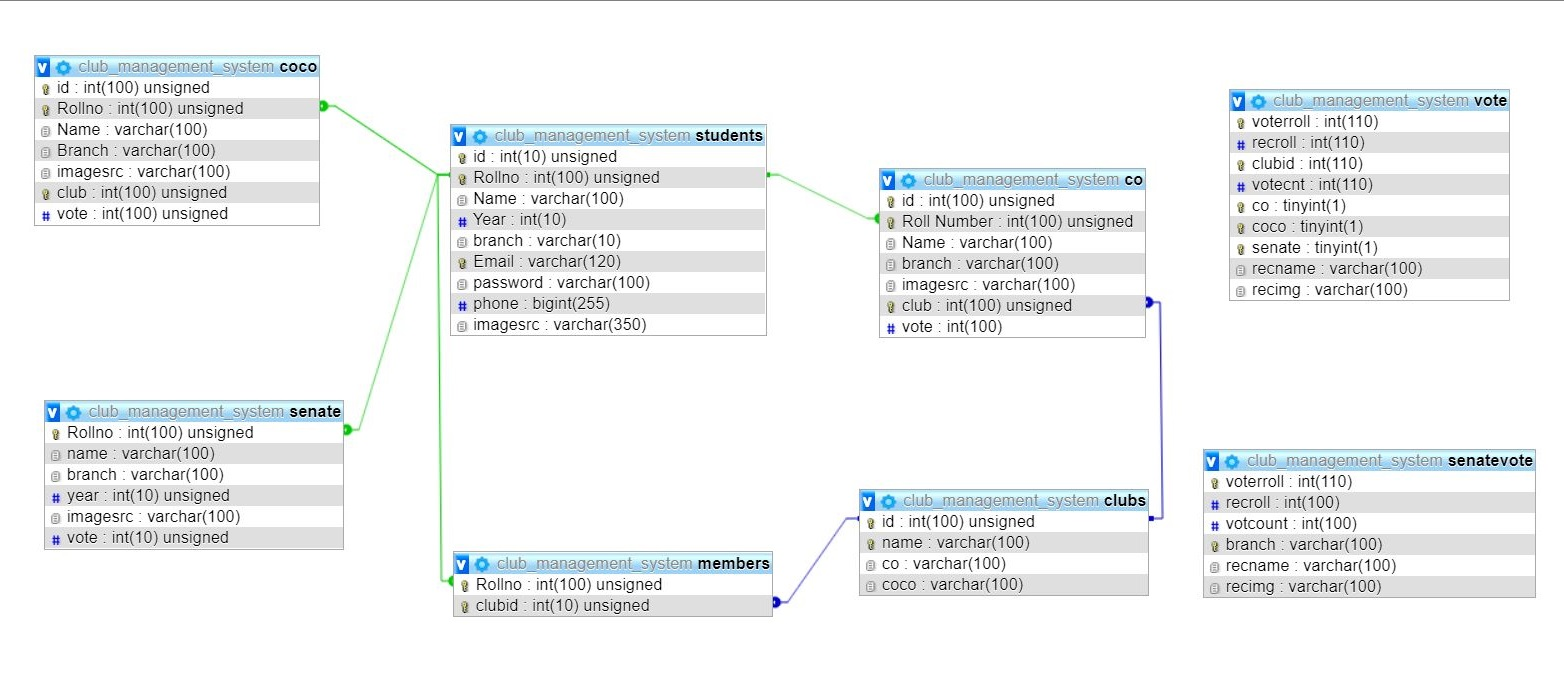 club_management_system coco
id : int(100) unsigned
Rollno : int(100) unsigned
Name : varchar(100)
Branch : varchar(100)
imagesrc : varchar(100)
club : int(100) unsigned
# vote : int(100) unsigned
club_management_system students
id : int(10) unsigned
Rollno : int(100) unsigned
Name : varchar(100)
# Year : int(10)
branch : varchar(10)
Email : varchar(120)
password : varchar(100)
# phone : bigint(255)
imagesrc : varchar(350)
club_management_system co
id : int(100) unsigned
Roll Number : int(100) unsigned
Name : varchar(100)
branch : varchar(100)
imagesrc : varchar(100)
club : int(100) unsigned
# vote : int(100)
club_management_system vote
voterroll : int(110)
# recroll : int(110)
clubid : int(110)
# votecnt : int(110)
co : tinyint(1)
coco : tinyint(1)
senate : tinyint(1)
recname : varchar(100)
recimg : varchar(100)
club_management_system senate
Rollno : int(100) unsigned
name : varchar(100)
branch : varchar(100)
# year : int(10) unsigned
imagesrc : varchar(100)
# vote : int(10) unsigned
club_management_system members
Rollno : int(100) unsigned
clubid : int(10) unsigned
club_management_system clubs
id : int(100) unsigned
name : varchar(100)
co : varchar(100)
coco : varchar(100)
club_management_system senatevote
voterroll : int(110)
# recroll : int(100)
# votcount : int(100)
branch : varchar(100)
recname : varchar(100)
recimg : varchar(100)